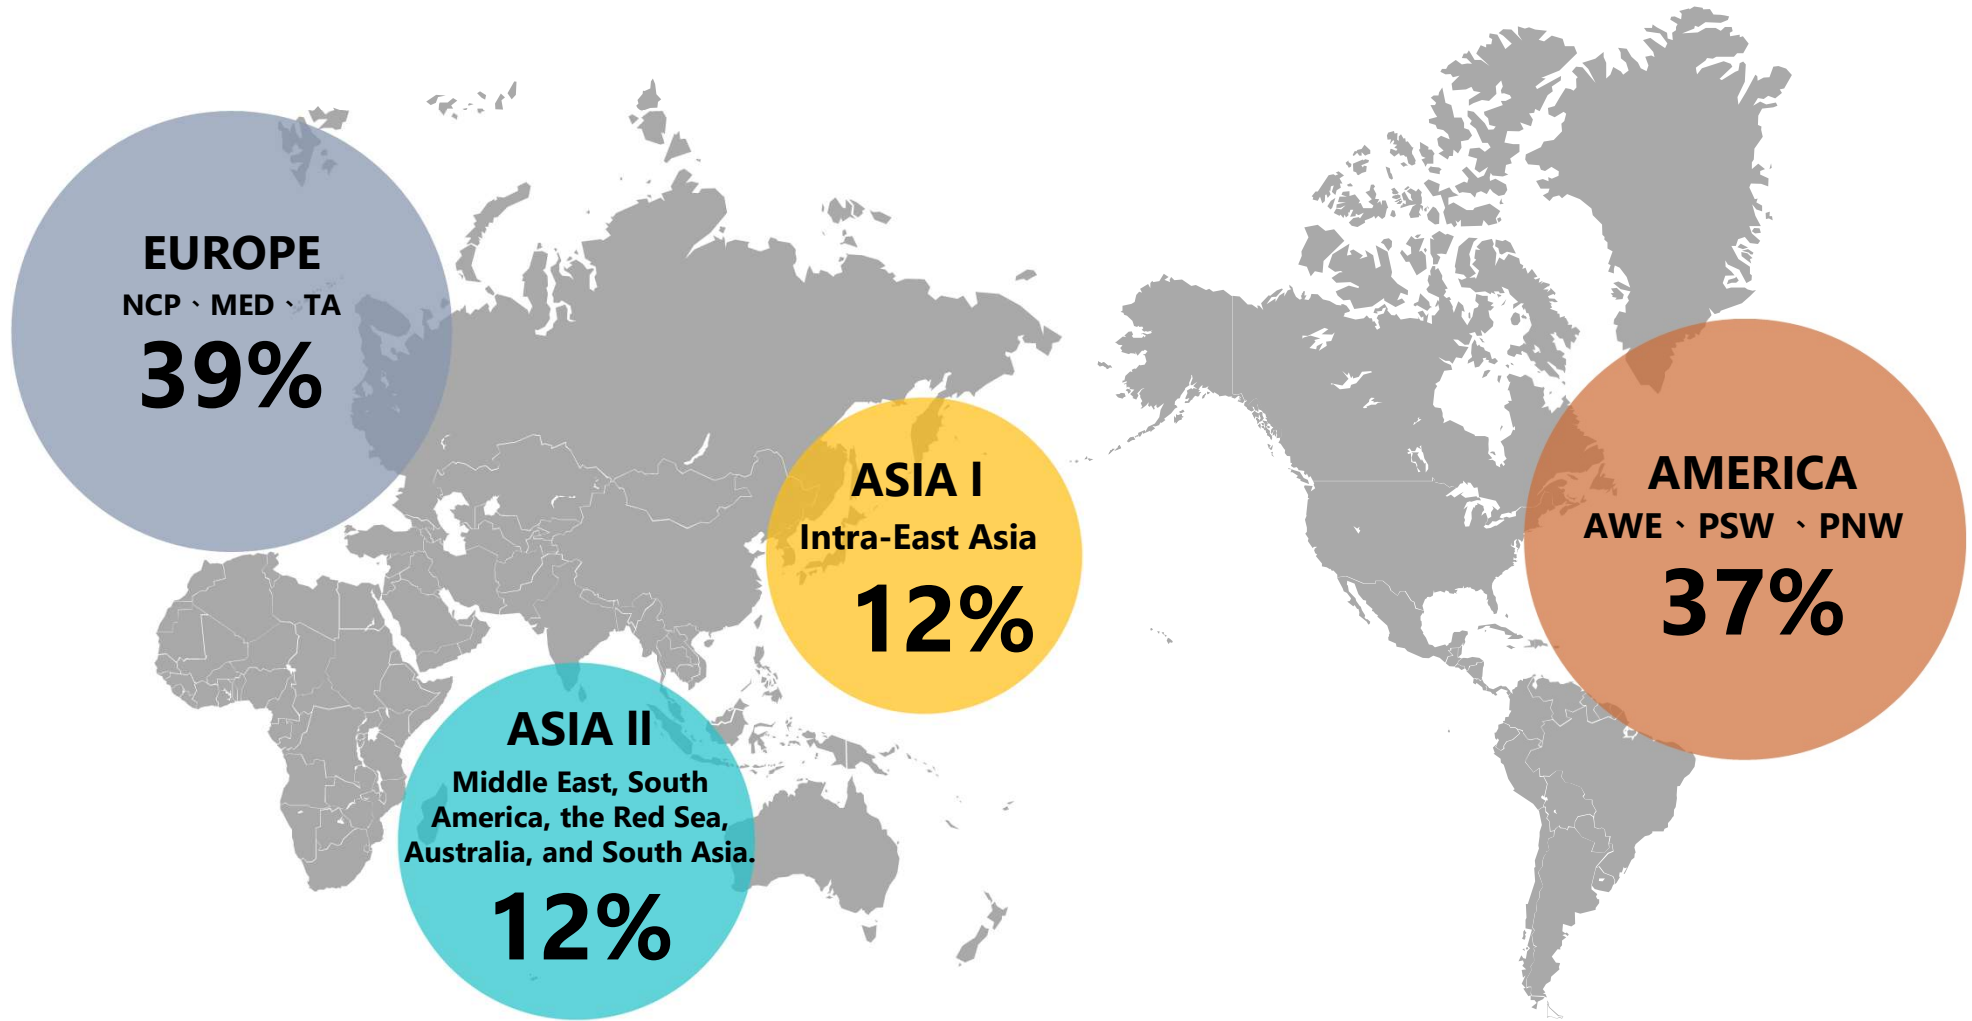 EUROPE
NCP、MED、TA
39%
ASIA I
Intra-East Asia
12%
ASIA II
Middle East, South
America, the Red Sea,
Australia, and South Asia.
12%
AMERICA
AWE、PSW 、PNW
37%